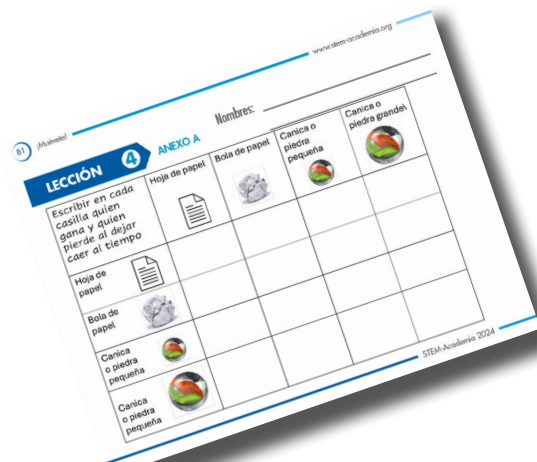 www.stem-academia.org
81
¡Muévete!
Nombres:
LECCIÓN 4
ANEXO A
Escribir en cada
casilla quien
gana y quien
pierde al dejar
caer al tiempo
Hoja de papel
Bola de papel
Canica o
piedra
pequeña
Canica o
piedra grande\
Hoja de
papel
Bola de
papel
Canica
o piedra
pequeña
Canica
o piedra
pequeña
STEM-Academia 2024